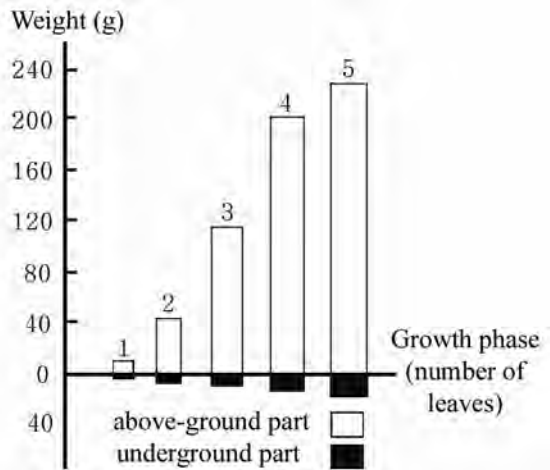 Weight (g)
240
200
160
120
80
40
0
40
1
2
3
4
5
Growth phase
(number of
leaves)
above-ground part
underground part